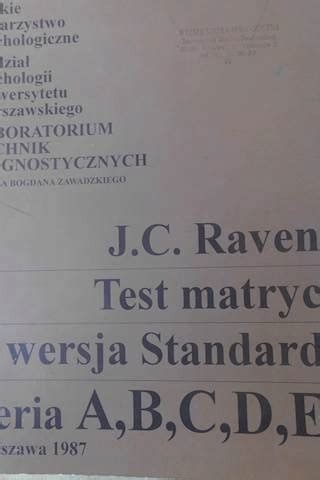 kie
arzystwo
chologiczne
dział
chologii
wersytetu
rszawskiego
BORATORIUM
CHNIK
GNOSTYCZNYCH
A BOGDANA ZAWADZKIEGO
J.C. Raven
Test matryc
wersja Standard
eria A,B,C,D,E
szawa 1987